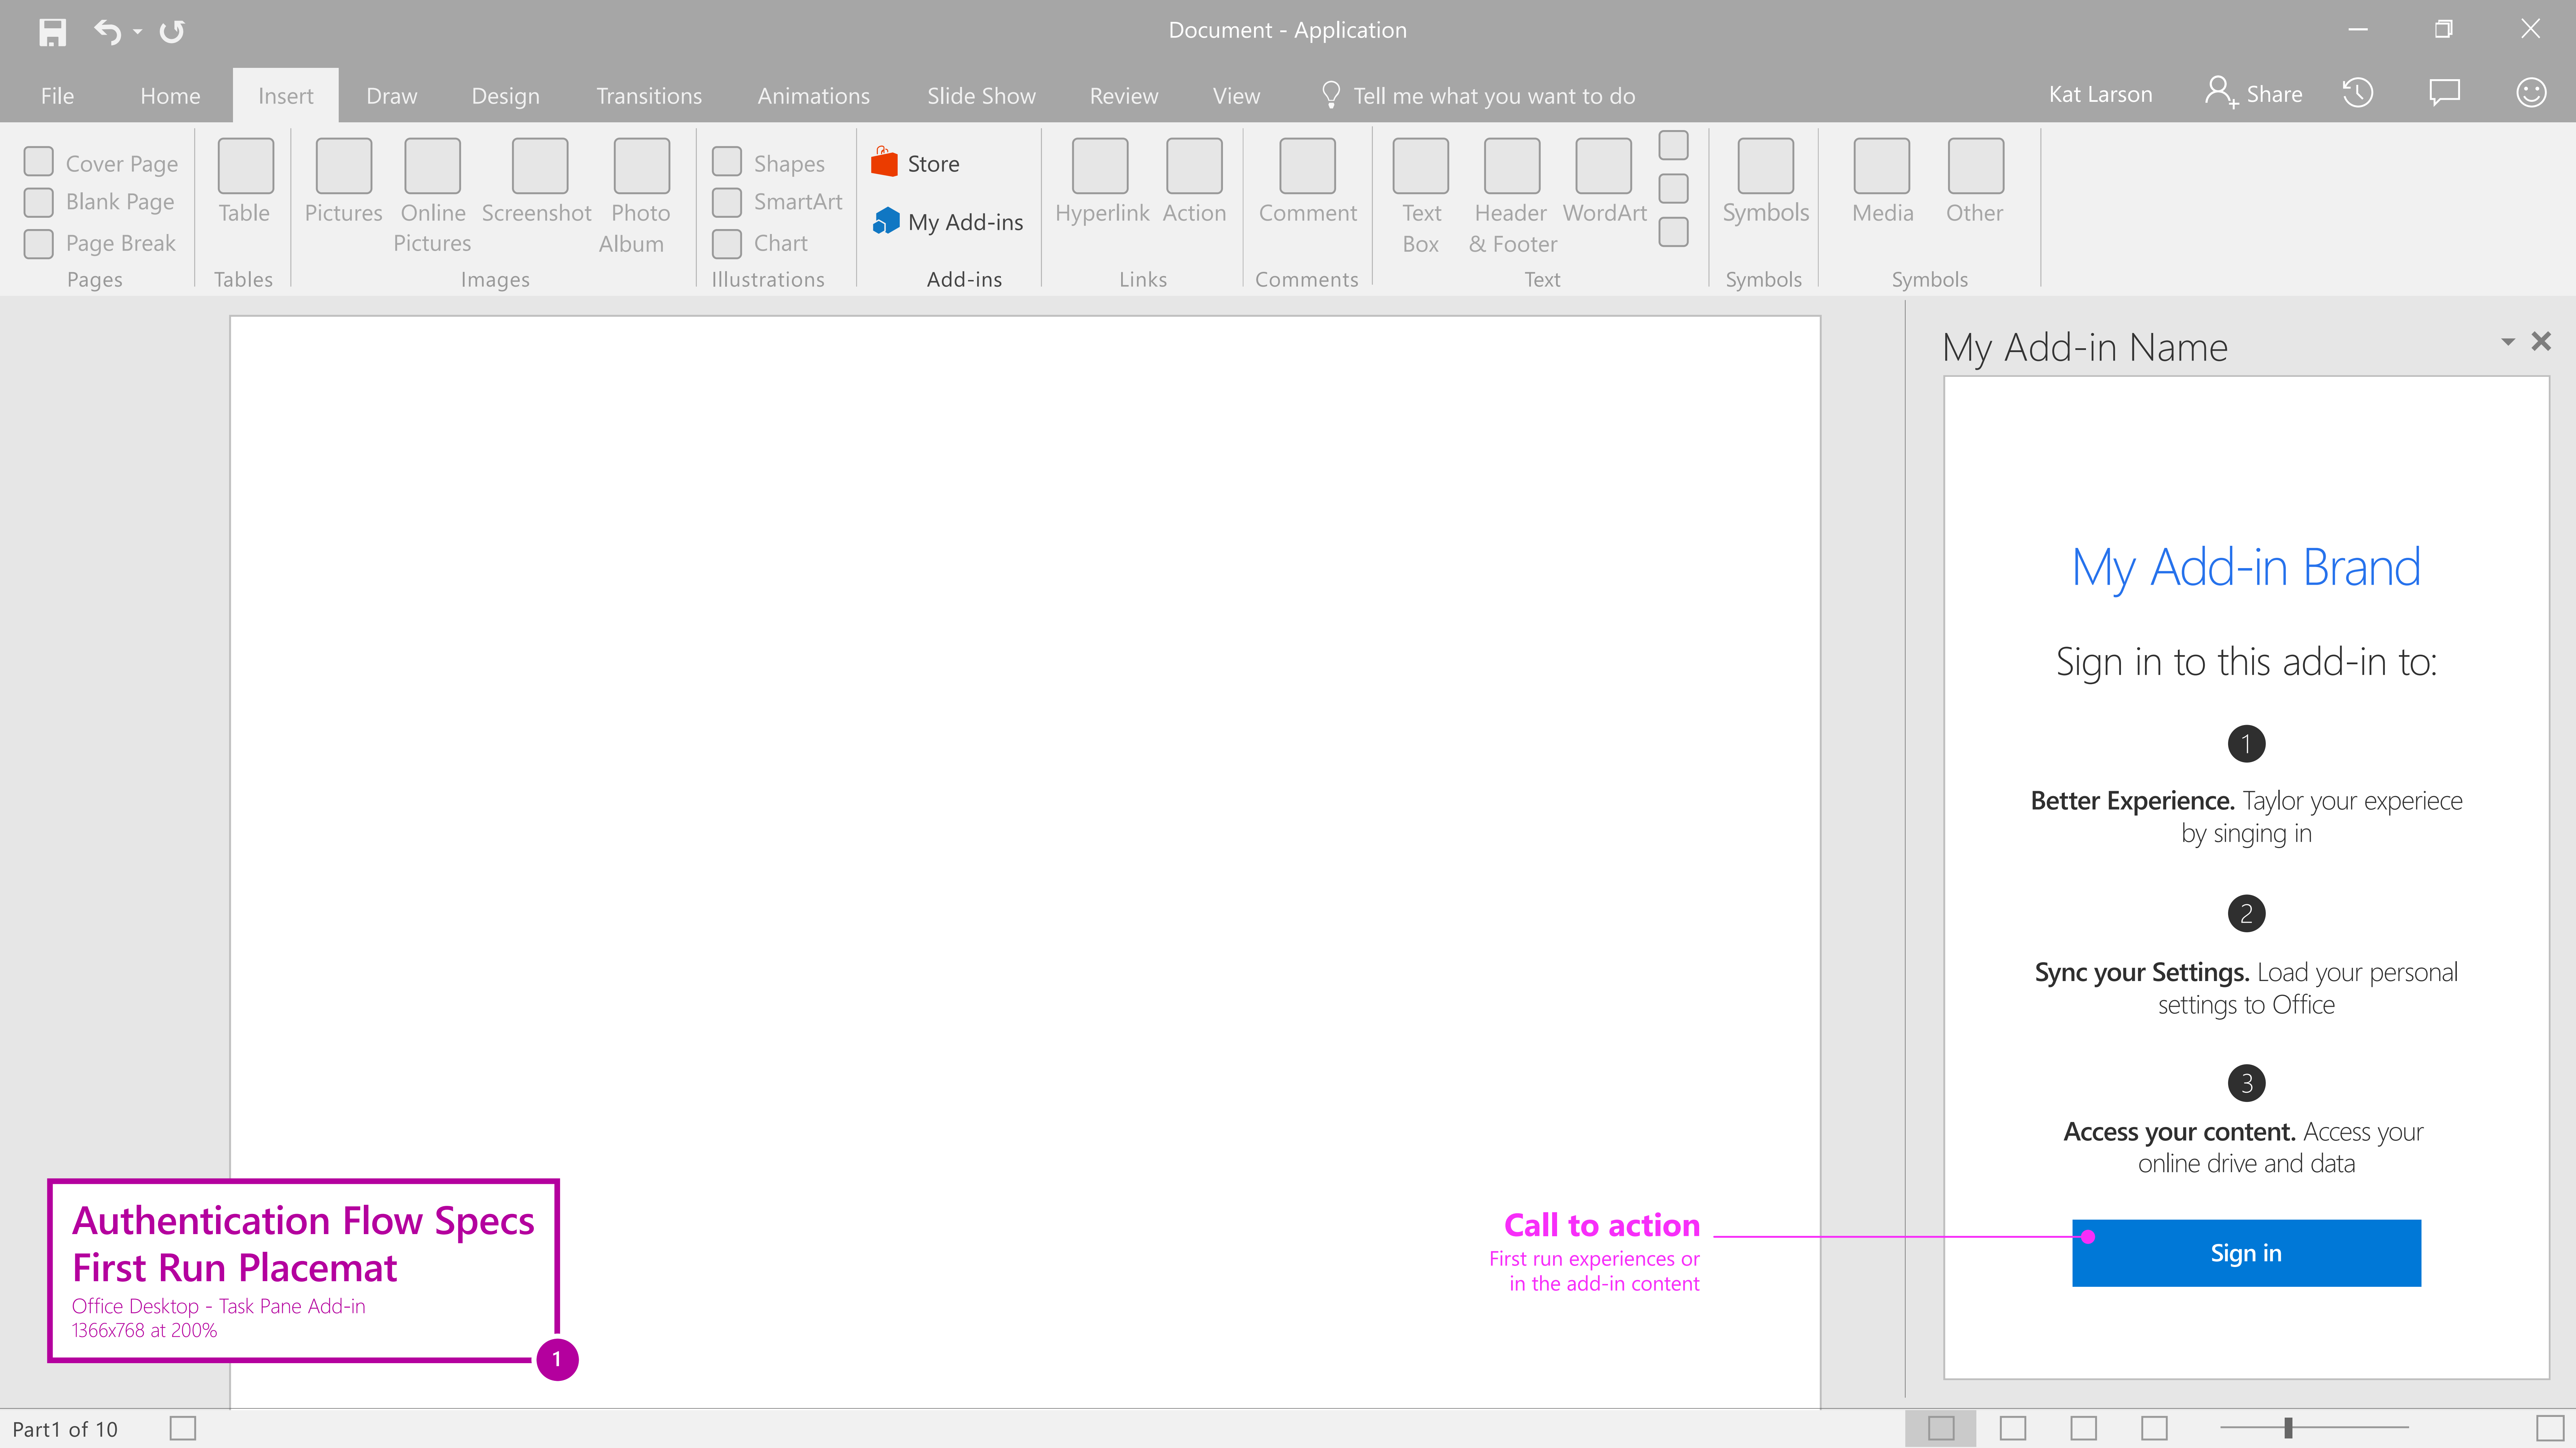 Document - Application
File Home Insert Draw Design Transitions Animations Slide Show Review View Tell me what you want to do Kat Larson Share
Cover Page
Blank Page
Page Break
Pages
Table
Tables
Pictures
Online
Pictures
Screenshot
Photo
Album
Images
Shapes
SmartArt
Chart
Illustrations
Store
My Add-ins
Add-ins
Hyperlink
Action
Links
Comment
Comments
Text
Box
Header
& Footer
WordArt
Text
Symbols
Symbols
Media
Other
Symbols
My Add-in Name
My Add-in Brand
Sign in to this add-in to:
1
Better Experience. Taylor your experiece
by singing in
2
Sync your Settings. Load your personal
settings to Office
3
Access your content. Access your
online drive and data
Sign in
Call to action
First run experiences or
in the add-in content
Authentication Flow Specs
First Run Placemat
Office Desktop - Task Pane Add-in
1366x768 at 200%
1
Part1 of 10